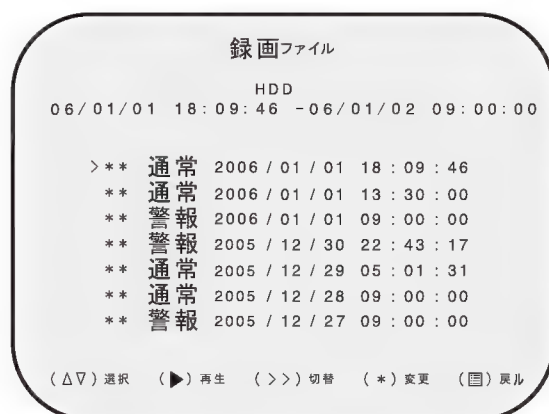 録画ファイル
HDD
06/01/01 18:09:46 -06/01/02 09:00:00
>** 通常 2006/01/01 18:09:46
** 通常 2006/01/01 13:30:00
** 警報 2006/01/01 09:00:00
** 警報 2005/12/30 22:43:17
** 通常 2005/12/29 05:01:31
** 通常 2005/12/28 09:00:00
** 警報 2005/12/27 09:00:00
(△▽)選択 (▶)再生 (>>)切替 (*)変更 (▤)戻ル